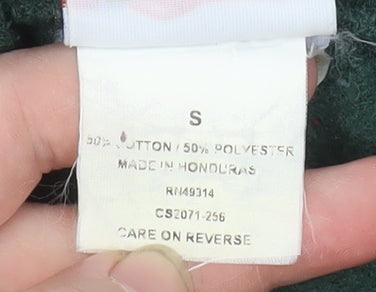 S
50% COTTON / 50% POLYESTER
MADE IN HONDURAS
RN49314
CS2071-256
CARE ON REVERSE